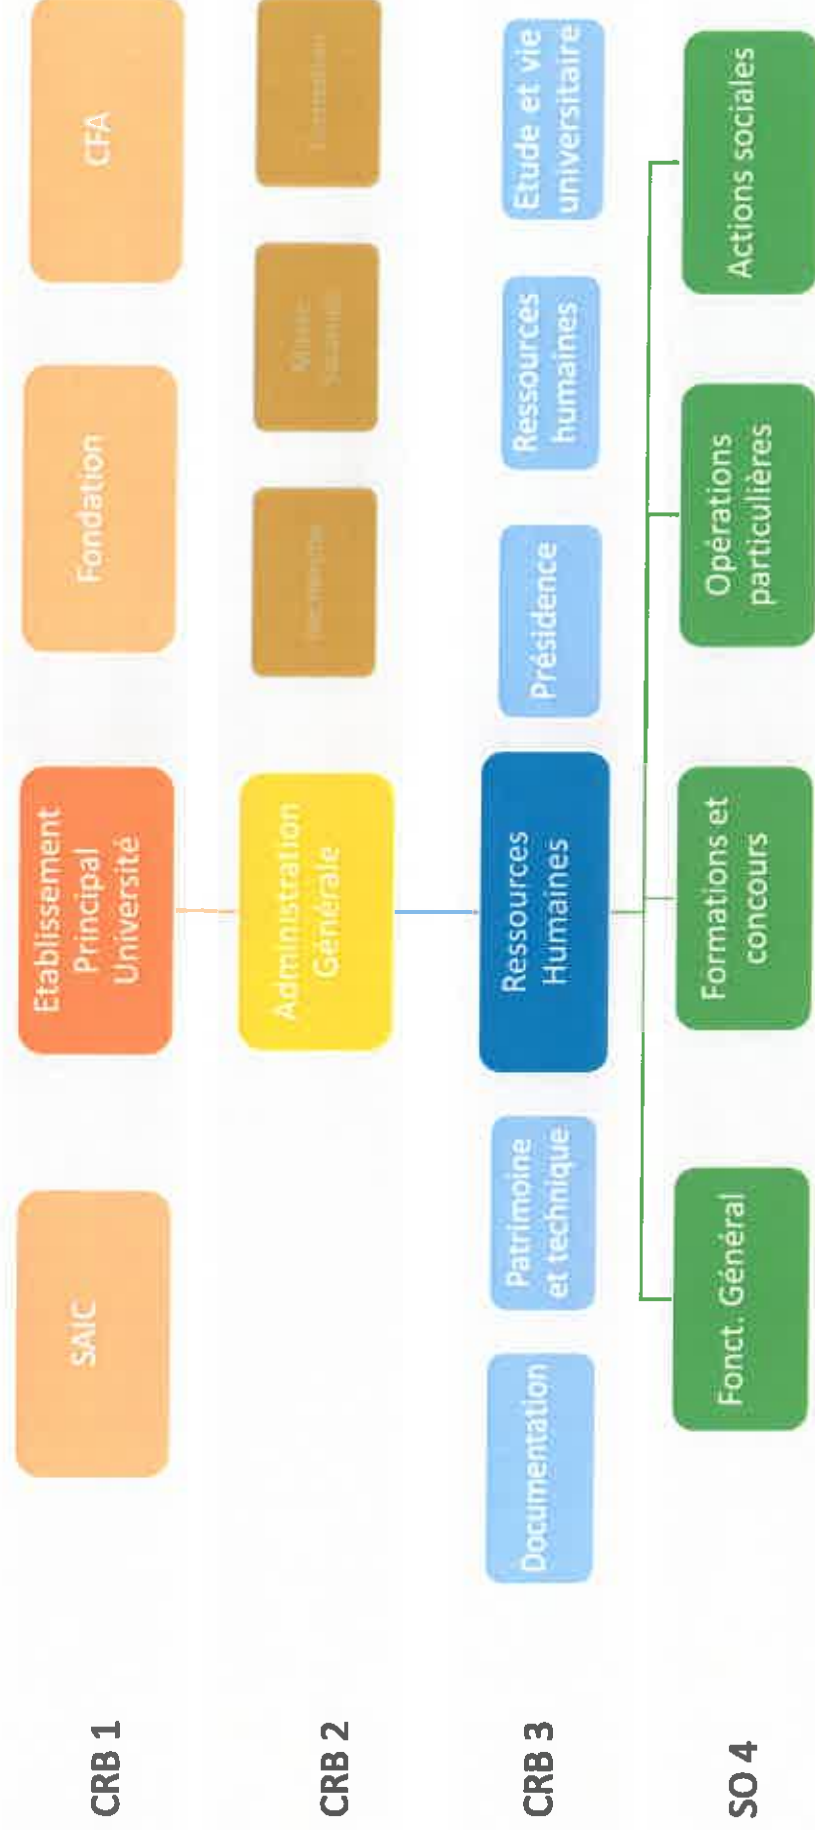 CRB 1
SAIC
Etablissement
Principal
Université
Fondation
CFA
CRB 2
Administration
Générale
Recherche
Formation
CRB 3
Documentation
Patrimoine
et technique
Ressources
Humaines
Présidence
Ressources
humaines
Etude et vie
universitaire
SO 4
Fonct. Général
Formations et
concours
Opérations
particulières
Actions sociales